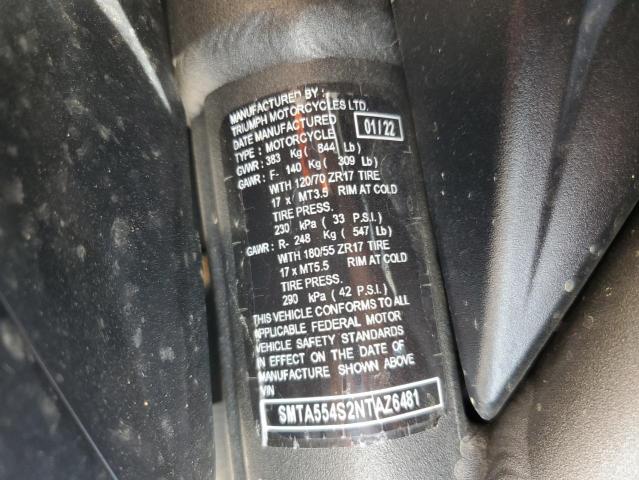 MANUFACTURED BY :
TRIUMPH MOTORCYCLES LTD.
DATE MANUFACTURED 01/22
TYPE : MOTORCYCLE
GVWR: 383 Kg ( 844 Lb)
GAWR: F- 140 Kg ( 309 Lb)
WITH 120/70 ZR17 TIRE
17 x MT3.5 RIM AT COLD
TIRE PRESS.
230 kPa ( 33 P.S.I.)
GAWR: R- 248 Kg ( 547 Lb)
WITH 180/55 ZR17 TIRE
17 x MT5.5 RIM AT COLD
TIRE PRESS.
290 kPa ( 42 P.S.I.)
THIS VEHICLE CONFORMS TO ALL
APPLICABLE FEDERAL MOTOR
VEHICLE SAFETY STANDARDS
IN EFFECT ON THE DATE OF
MANUFACTURE SHOWN ABOVE
VIN
SMTA554S2NTAZ6481